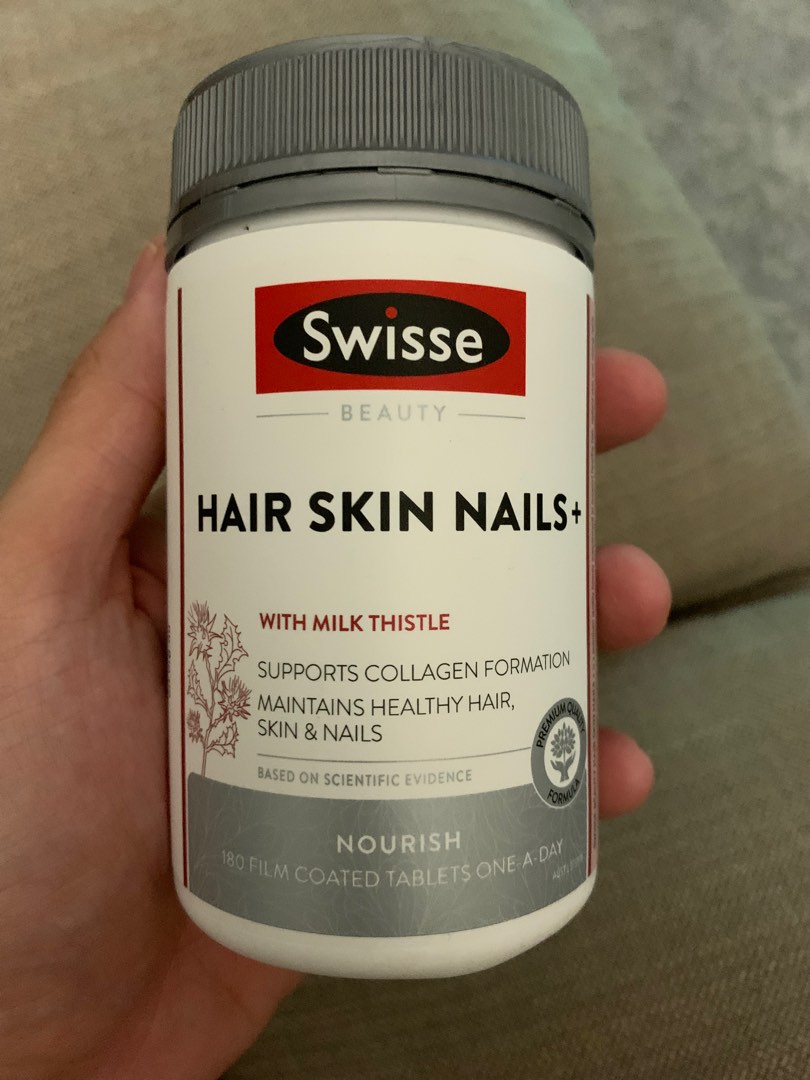 Swisse
BEAUTY
HAIR SKIN NAILS+
WITH MILK THISTLE
SUPPORTS COLLAGEN FORMATION
MAINTAINS HEALTHY HAIR,
SKIN & NAILS
PREMIUM QUALITY
FORMULA
BASED ON SCIENTIFIC EVIDENCE
NOURISH
180 FILM COATED TABLETS ONE-A-DAY